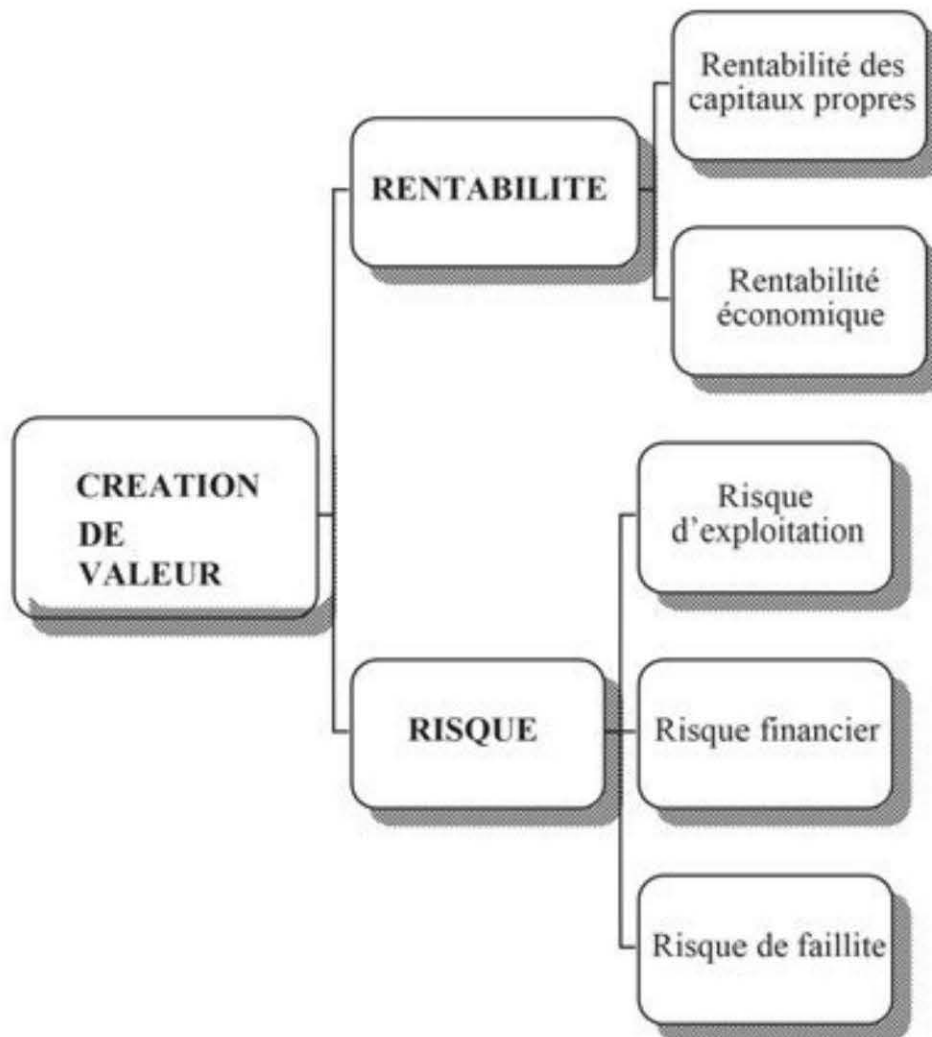 Rentabilité des
capitaux propres
RENTABILITE
Rentabilité
économique
CREATION
DE
VALEUR
Risque
d'exploitation
RISQUE
Risque financier
Risque de faillite